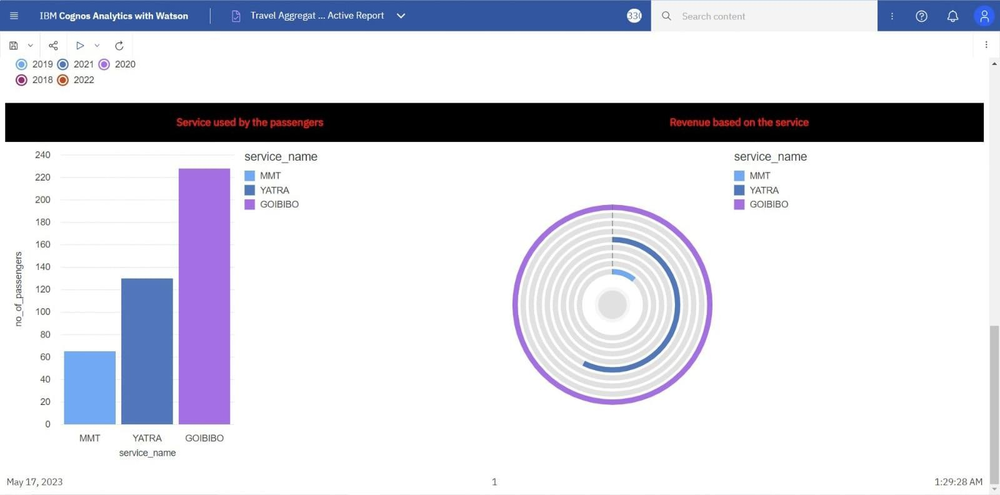 IBM Cognos Analytics with Watson
Travel Aggregat ... Active Report
330
Search content
2019 2021 2020
2018 2022
Service used by the passengers
Revenue based on the service
240
220
200
180
160
140
120
100
80
60
40
20
0
no_of_passengers
MMT YATRA GOIBIBO
service_name
service_name
MMT
YATRA
GOIBIBO
service_name
MMT
YATRA
GOIBIBO
May 17, 2023
1
1:29:28 AM